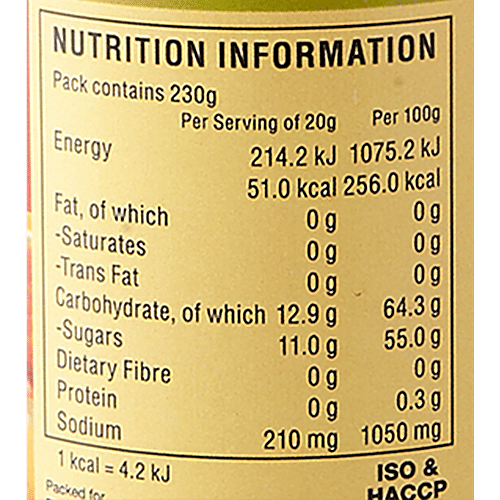 NUTRITION INFORMATION
Pack contains 230g
Per Serving of 20g Per 100g
Energy 214.2 kJ 1075.2 kJ
51.0 kcal 256.0 kcal
Fat, of which 0 g 0 g
-Saturates 0 g 0 g
-Trans Fat 0 g 0 g
Carbohydrate, of which 12.9 g 64.3 g
-Sugars 11.0 g 55.0 g
Dietary Fibre 0 g 0 g
Protein 0 g 0.3 g
Sodium 210 mg 1050 mg
1 kcal = 4.2 kJ
ISO &
Packed for HACCP